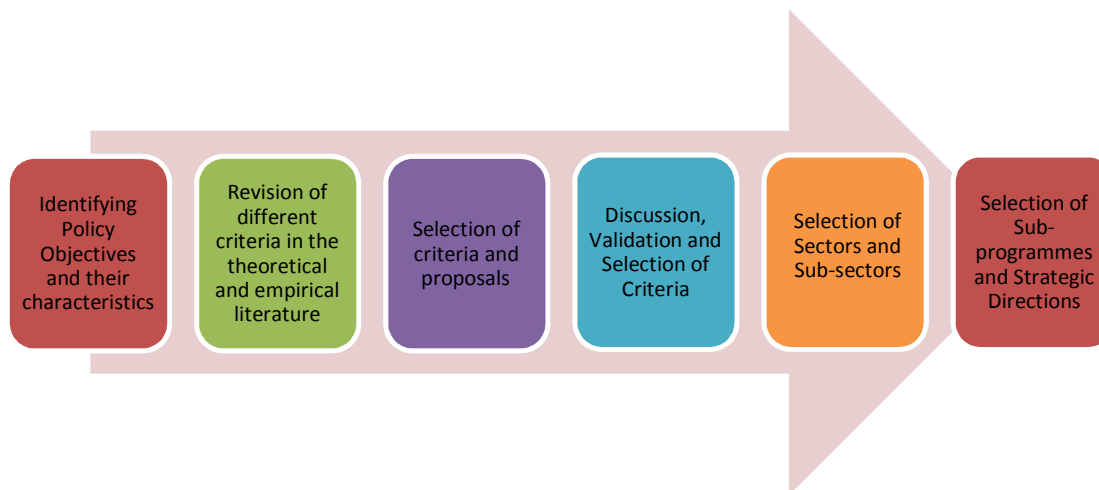 Identifying
Policy
Objectives
and their
characteristics
Revision of
different
criteria in the
theoretical
and empirical
literature
Selection of
criteria and
proposals
Discussion,
Validation and
Selection of
Criteria
Selection of
Sectors and
Sub-sectors
Selection of
Sub-
programmes
and Strategic
Directions